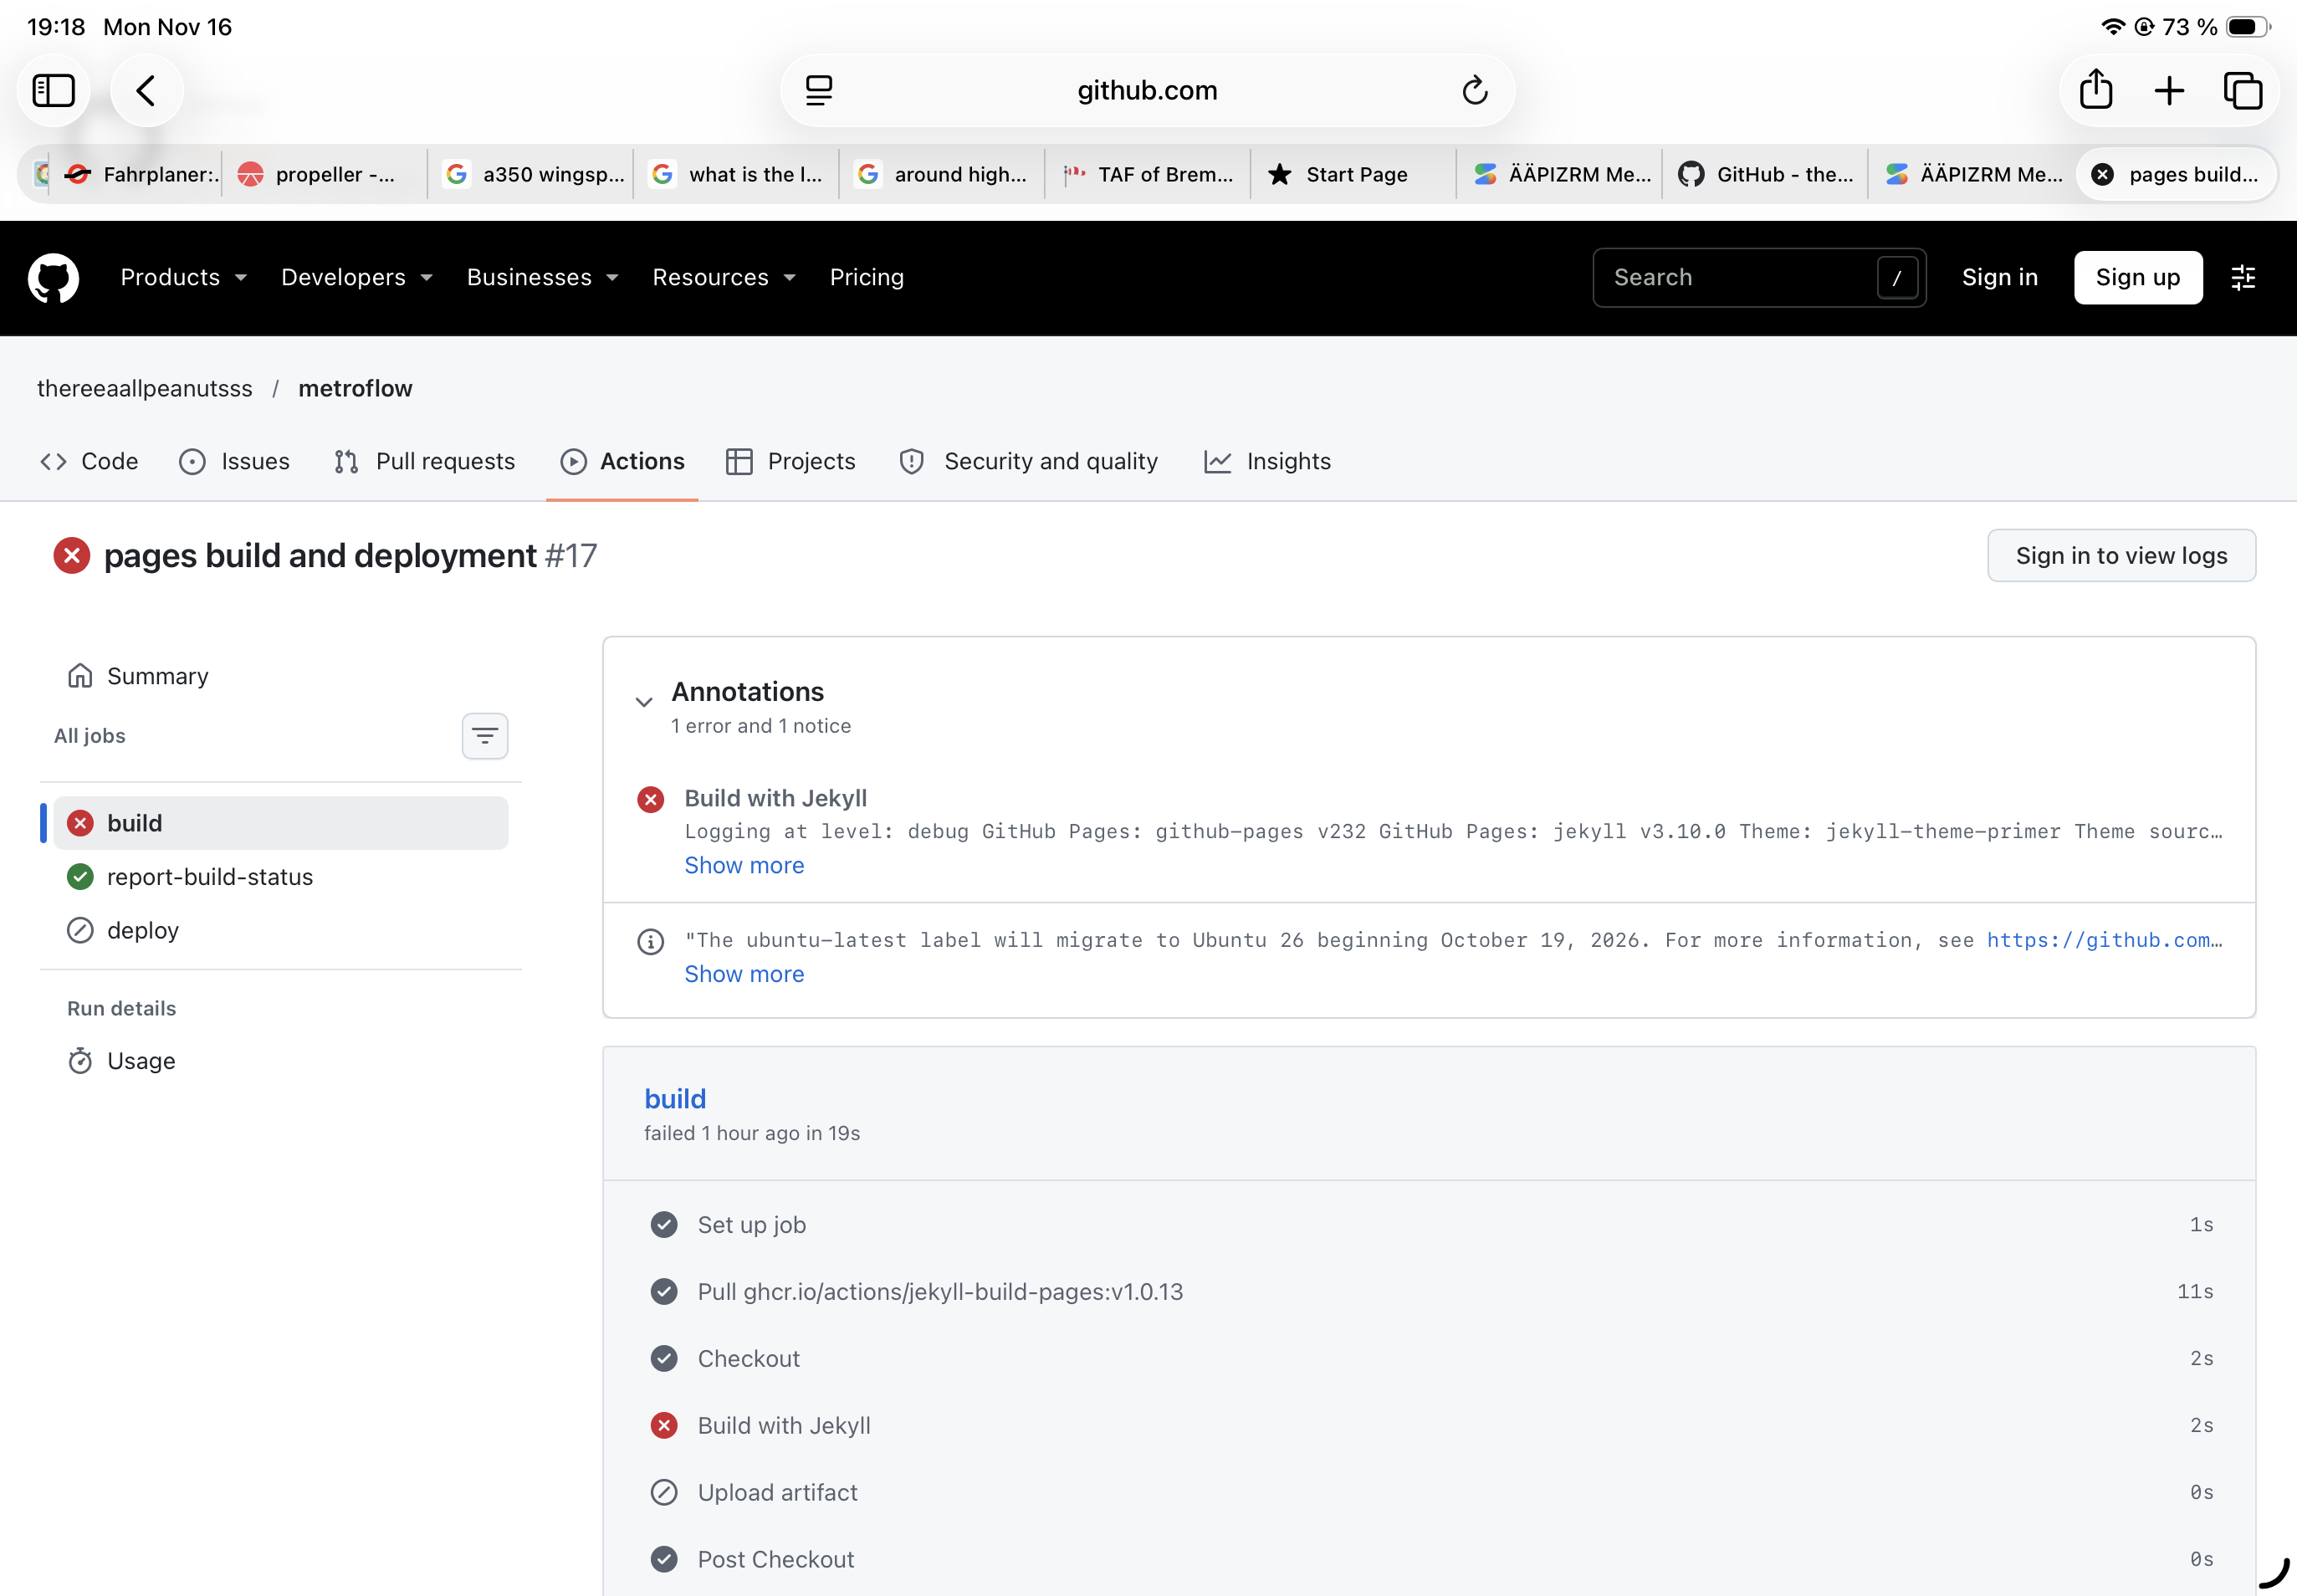 19:18 Mon Nov 16
73 %
github.com
Fahrplaner:.
propeller -...
a350 wingsp...
what is the l...
around high...
TAF of Brem...
Start Page
ÄÄPIZRM Me...
GitHub - the...
ÄÄPIZRM Me...
pages build...
Products
Developers
Businesses
Resources
Pricing
Search
/
Sign in
Sign up
thereeaallpeanutsss / metroflow
Code
Issues
Pull requests
Actions
Projects
Security and quality
Insights
pages build and deployment #17
Sign in to view logs
Summary
All jobs
build
report-build-status
deploy
Run details
Usage
Annotations
1 error and 1 notice
Build with Jekyll
Logging at level: debug GitHub Pages: github-pages v232 GitHub Pages: jekyll v3.10.0 Theme: jekyll-theme-primer Theme sourc…
Show more
"The ubuntu-latest label will migrate to Ubuntu 26 beginning October 19, 2026. For more information, see https://github.com…
Show more
build
failed 1 hour ago in 19s
Set up job 1s
Pull ghcr.io/actions/jekyll-build-pages:v1.0.13 11s
Checkout 2s
Build with Jekyll 2s
Upload artifact 0s
Post Checkout 0s